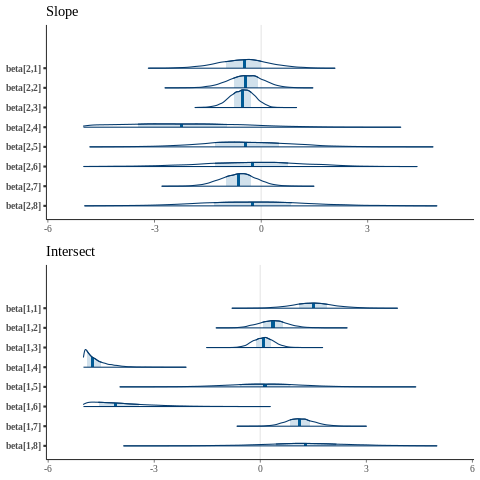 Slope
beta[2,1]
beta[2,2]
beta[2,3]
beta[2,4]
beta[2,5]
beta[2,6]
beta[2,7]
beta[2,8]
-6 -3 0 3
Intersect
beta[1,1]
beta[1,2]
beta[1,3]
beta[1,4]
beta[1,5]
beta[1,6]
beta[1,7]
beta[1,8]
-6 -3 0 3 6